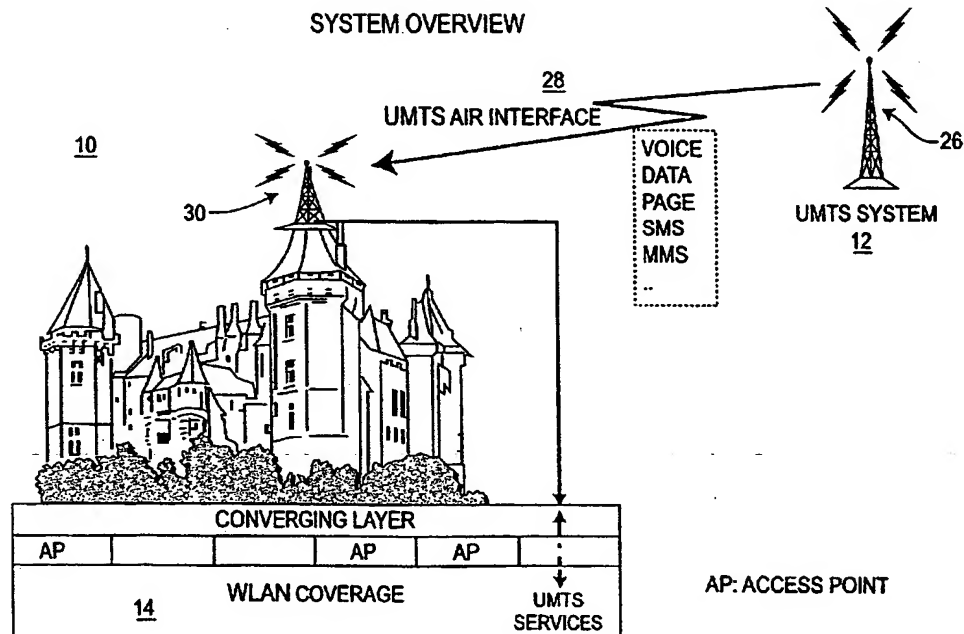 SYSTEM OVERVIEW
28
UMTS AIR INTERFACE
10
26
VOICE
DATA
PAGE
SMS
MMS
..
30
UMTS SYSTEM
12
CONVERGING LAYER
AP AP AP
WLAN COVERAGE
14
UMTS
SERVICES
AP: ACCESS POINT